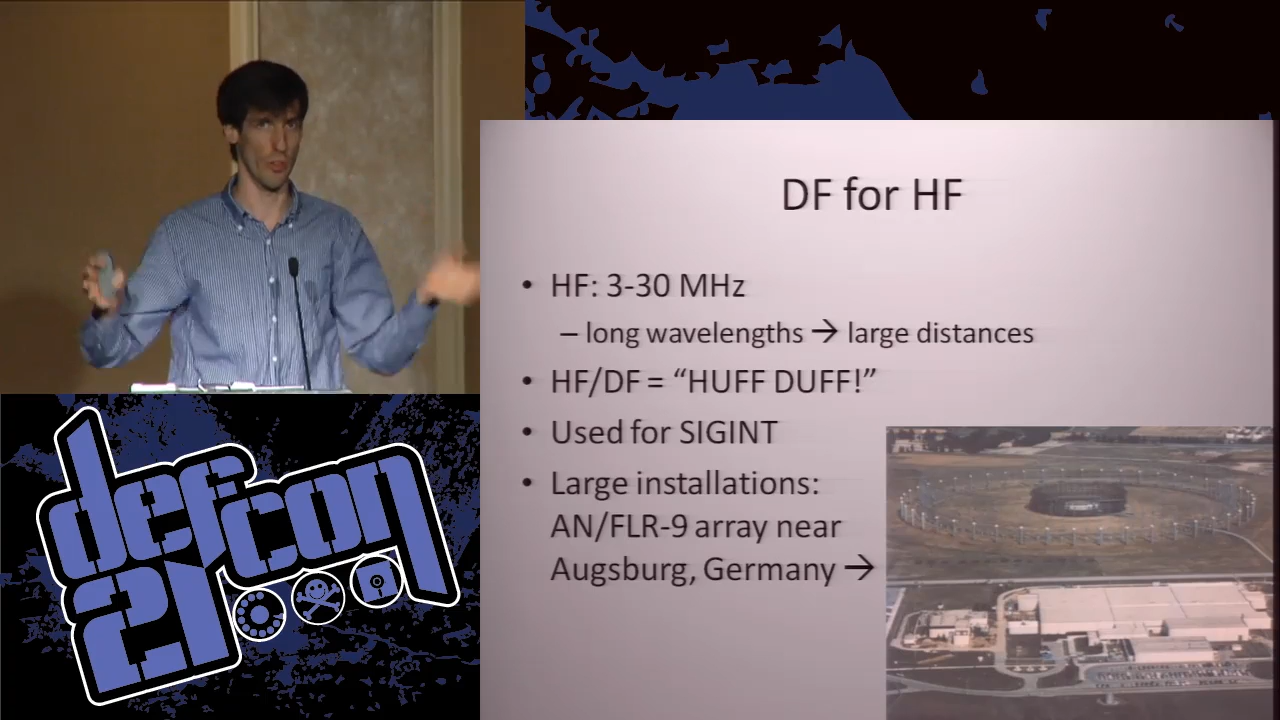 DF for HF
• HF: 3-30 MHz
– long wavelengths → large distances
• HF/DF = “HUFF DUFF!”
• Used for SIGINT
• Large installations:
AN/FLR-9 array near
Augsburg, Germany →
defcon
21